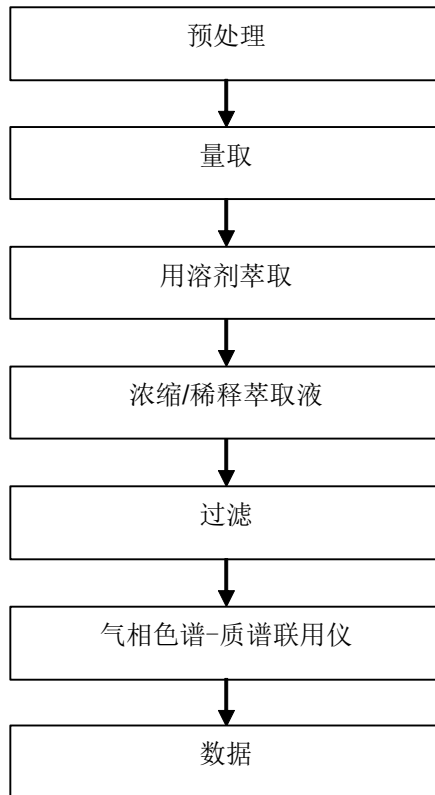 预处理
量取
用溶剂萃取
浓缩/稀释萃取液
过滤
气相色谱-质谱联用仪
数据